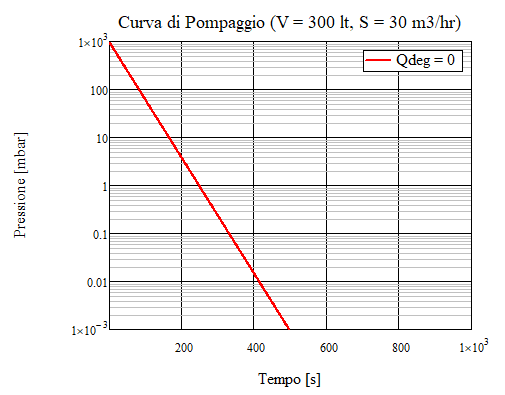 Curva di Pompaggio (V = 300 lt, S = 30 m3/hr)
Qdeg = 0
Pressione [mbar]
1×10³
100
10
1
0.1
0.01
1×10⁻³
200 400 600 800 1×10³
Tempo [s]